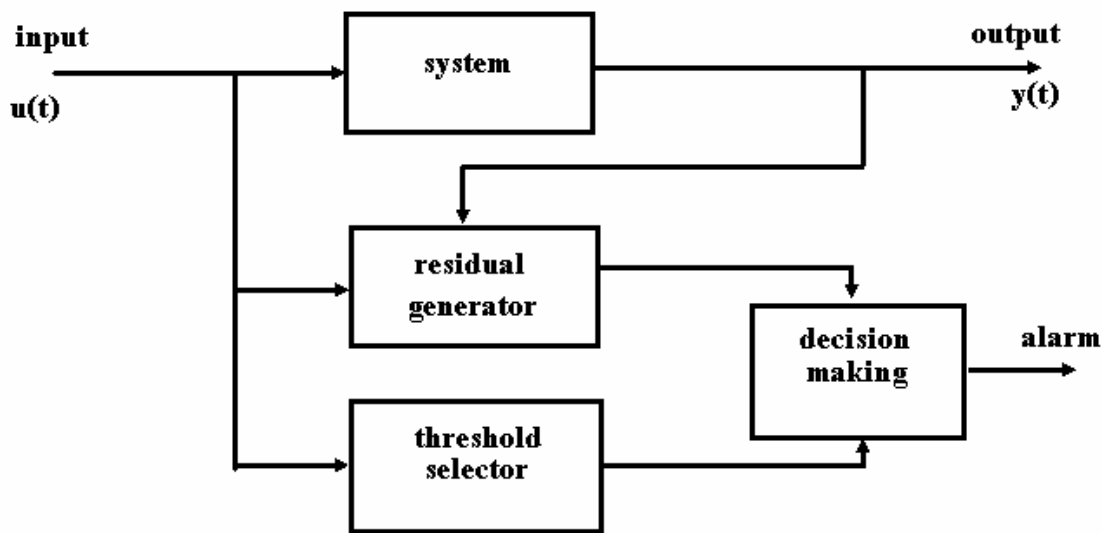 input
u(t)
system
output
y(t)
residual
generator
decision
making
alarm
threshold
selector